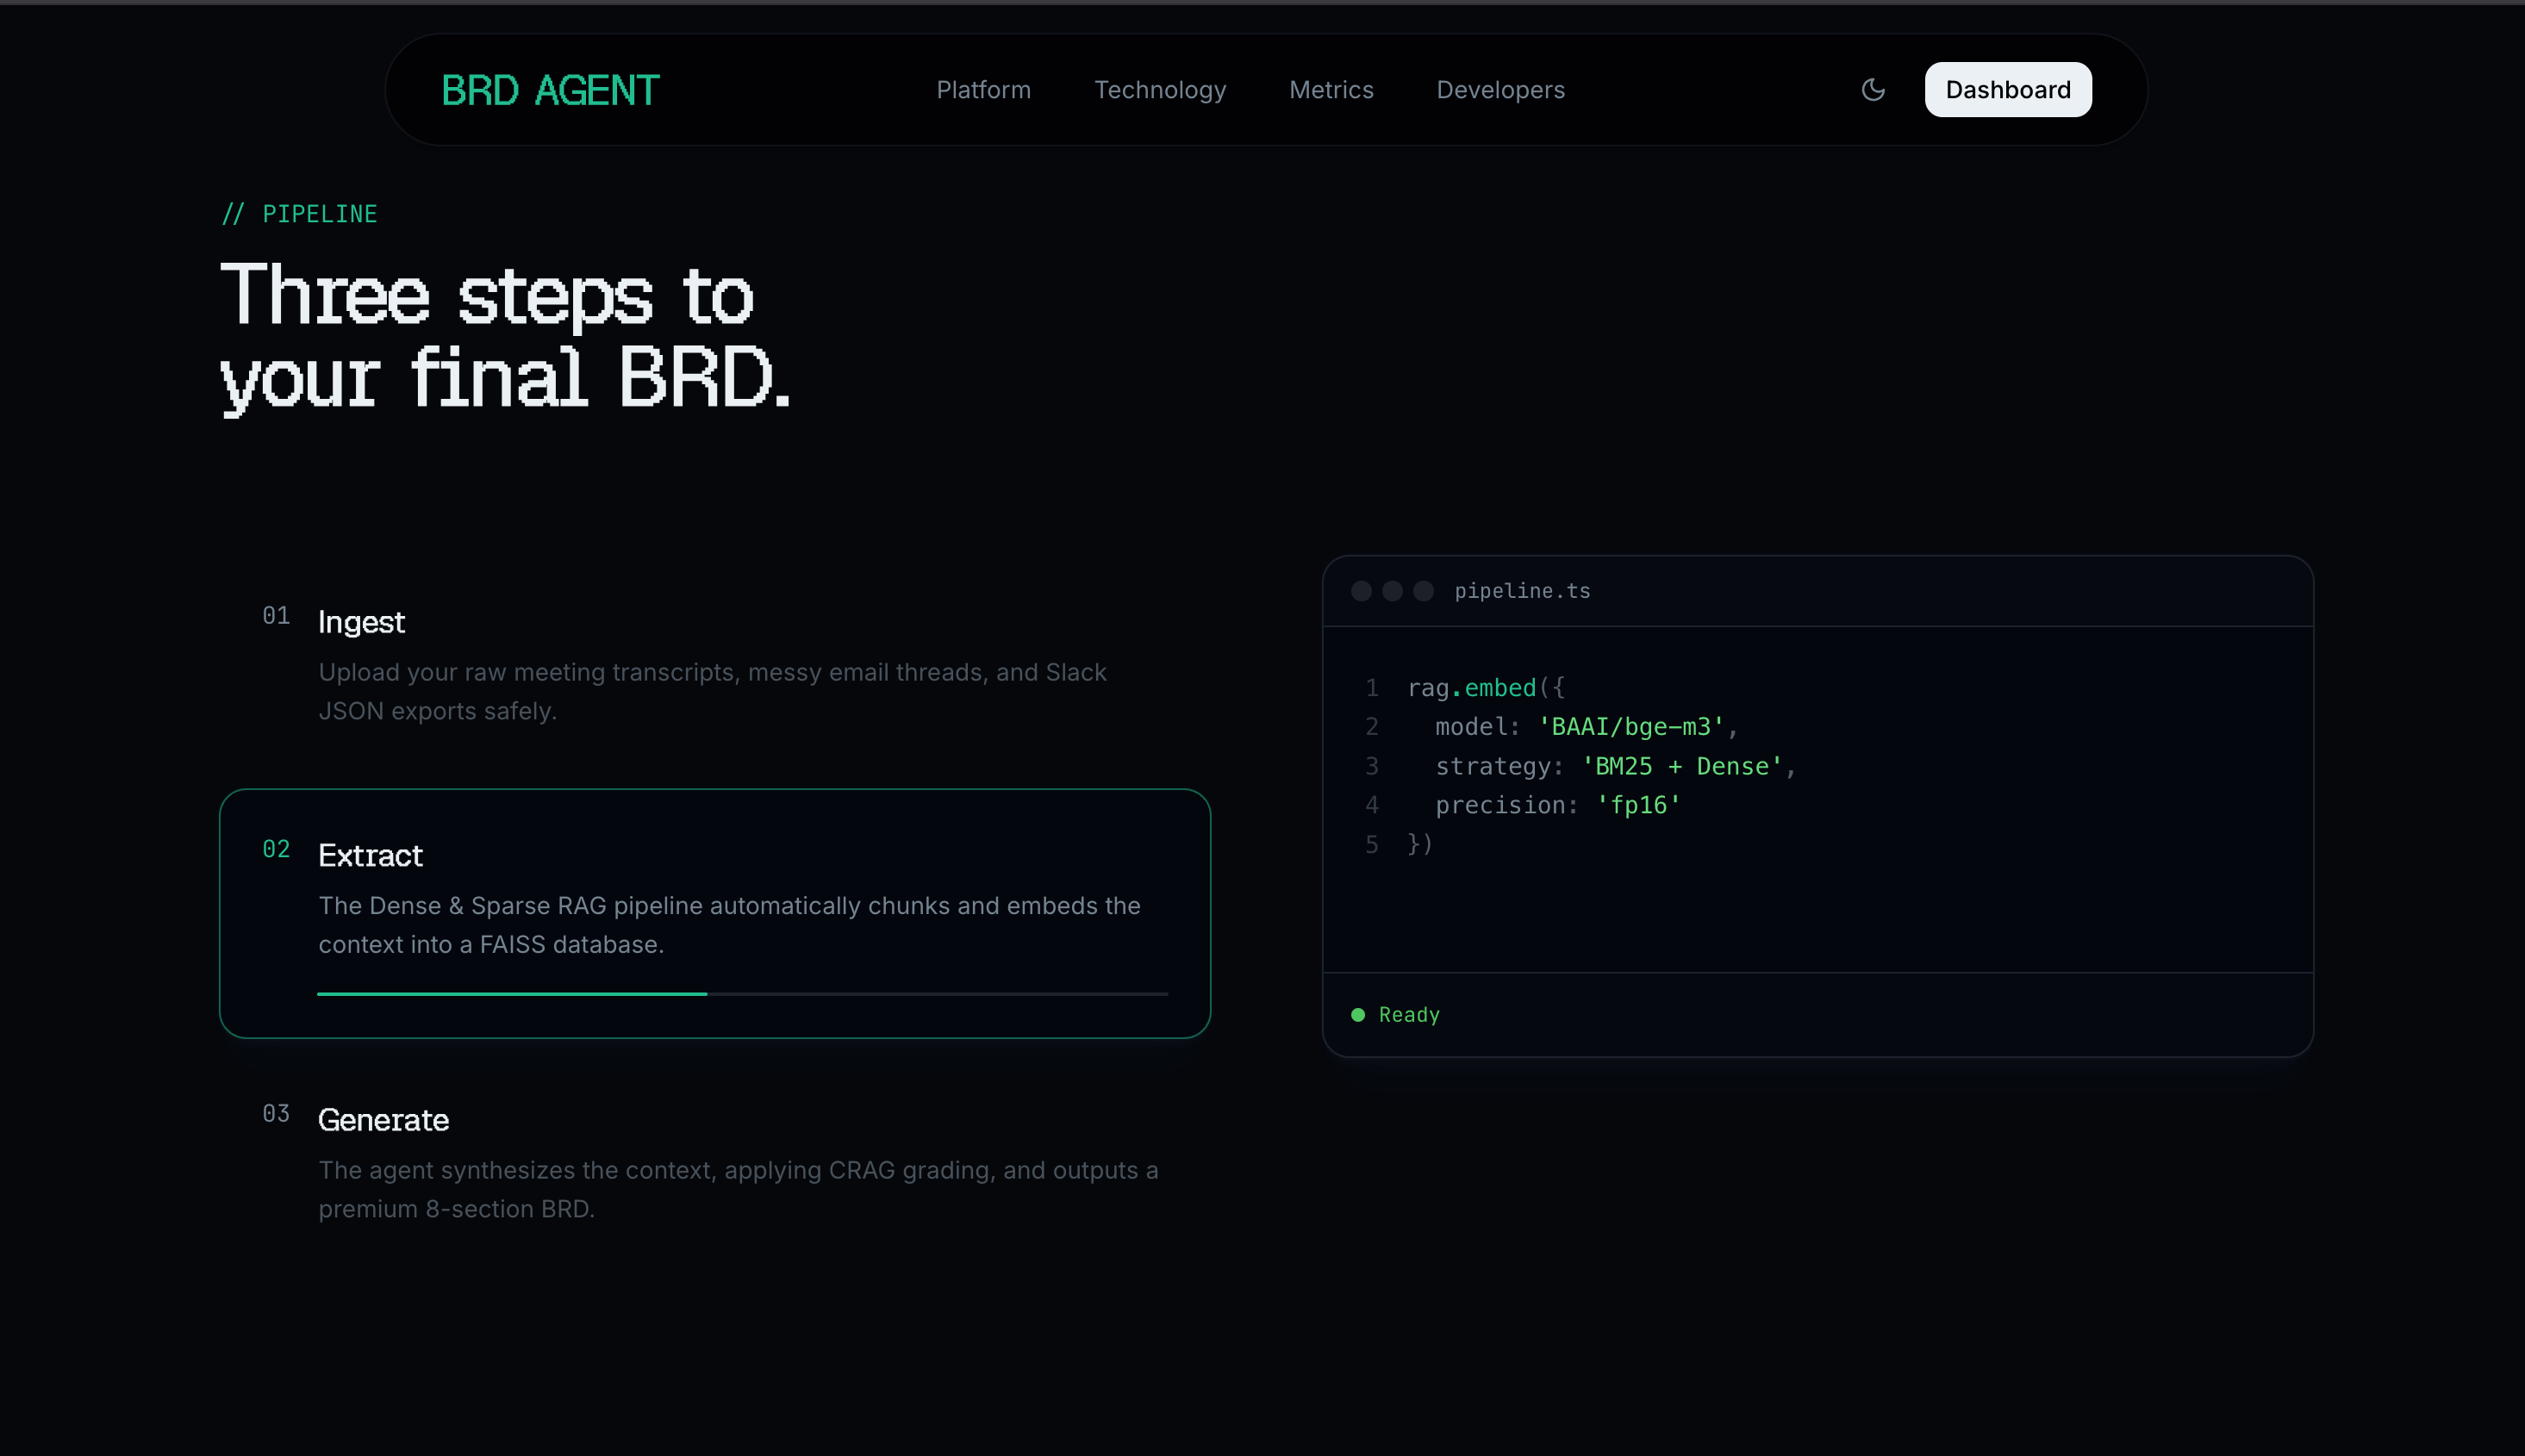 BRD AGENT
Platform
Technology
Metrics
Developers
Dashboard
// PIPELINE
Three steps to
your final BRD.
01
Ingest
Upload your raw meeting transcripts, messy email threads, and Slack
JSON exports safely.
02
Extract
The Dense & Sparse RAG pipeline automatically chunks and embeds the
context into a FAISS database.
03
Generate
The agent synthesizes the context, applying CRAG grading, and outputs a
premium 8-section BRD.
pipeline.ts
1 rag.embed({
2   model: 'BAAI/bge-m3',
3   strategy: 'BM25 + Dense',
4   precision: 'fp16'
5 })
Ready